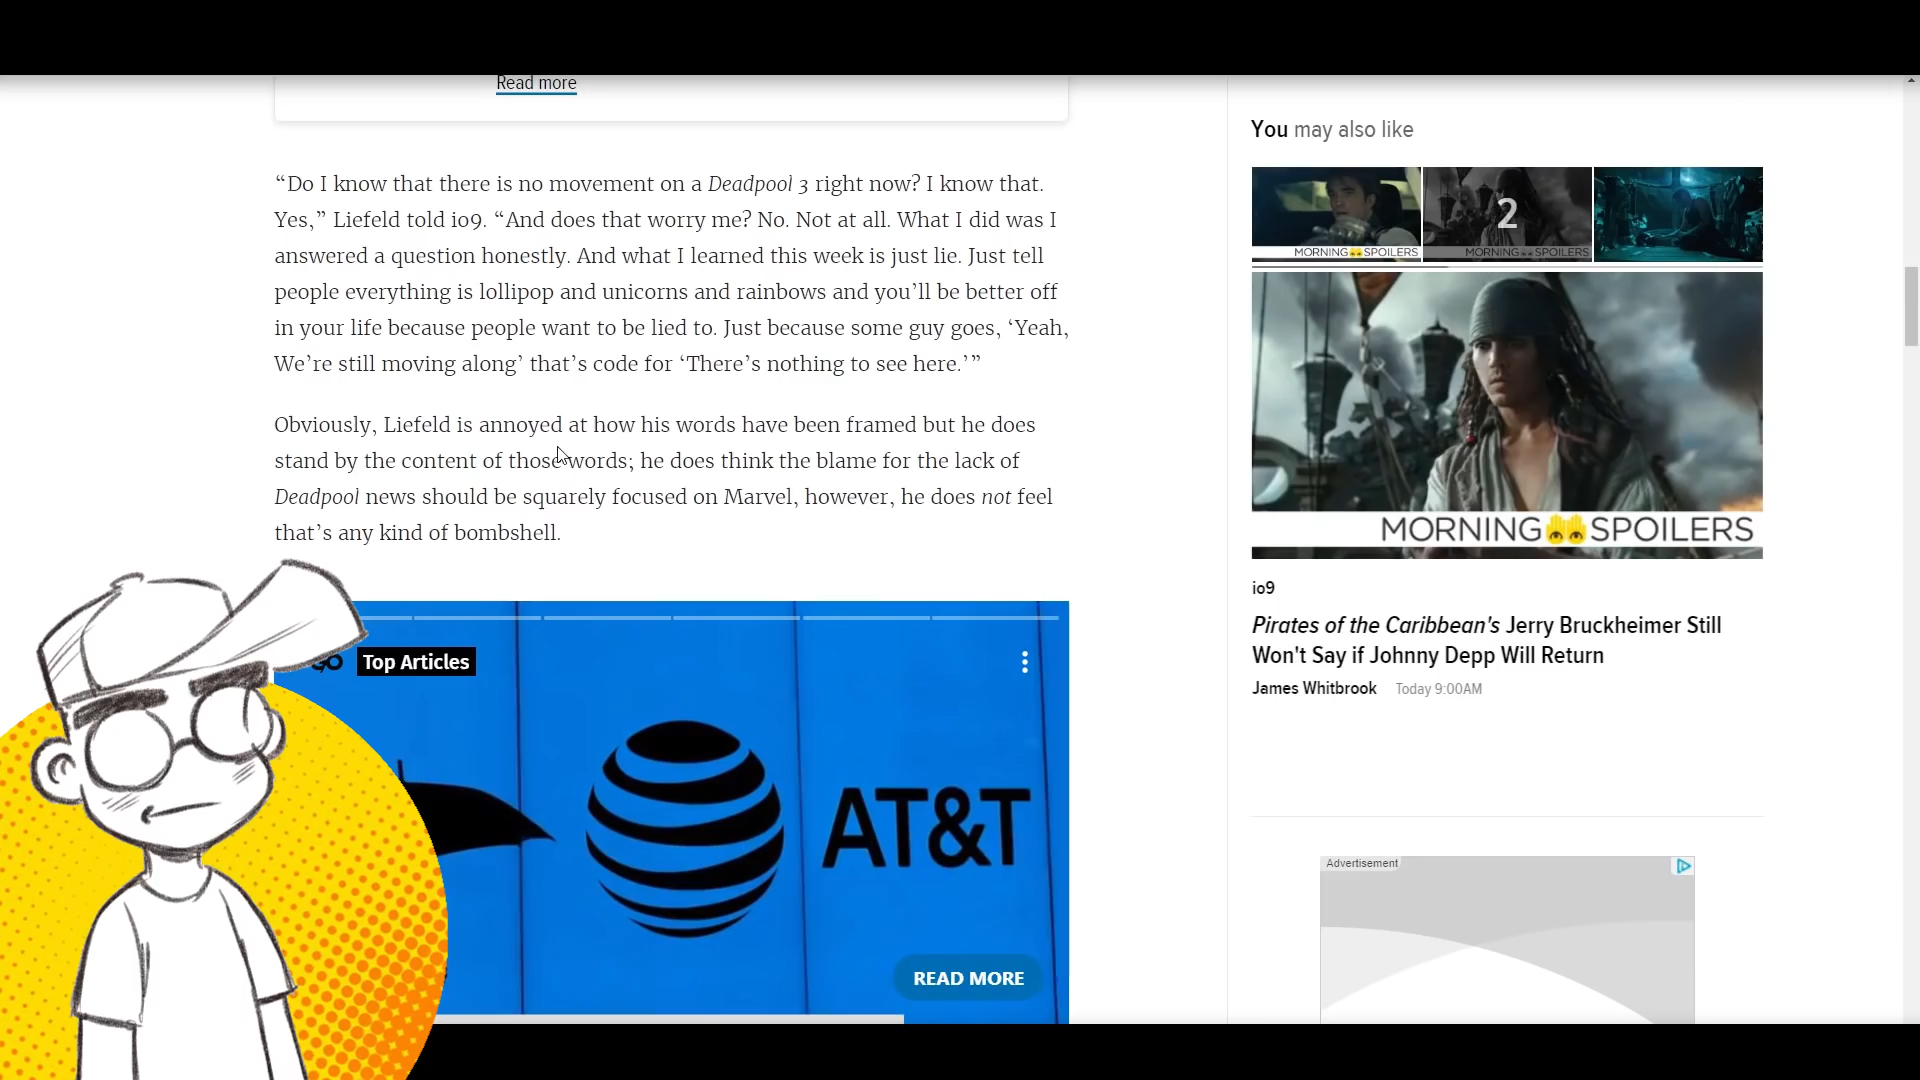 Read more
“Do I know that there is no movement on a Deadpool 3 right now? I know that.
Yes,” Liefeld told io9. “And does that worry me? No. Not at all. What I did was I
answered a question honestly. And what I learned this week is just lie. Just tell
people everything is lollipop and unicorns and rainbows and you’ll be better off
in your life because people want to be lied to. Just because some guy goes, ‘Yeah,
We’re still moving along’ that’s code for ‘There’s nothing to see here.’”
Obviously, Liefeld is annoyed at how his words have been framed but he does
stand by the content of those words; he does think the blame for the lack of
Deadpool news should be squarely focused on Marvel, however, he does not feel
that’s any kind of bombshell.
Top Articles
AT&T
READ MORE
You may also like
MORNING SPOILERS
2
MORNING SPOILERS
MORNING SPOILERS
MORNING SPOILERS
io9
Pirates of the Caribbean's Jerry Bruckheimer Still
Won't Say if Johnny Depp Will Return
James Whitbrook Today 9:00AM
Advertisement